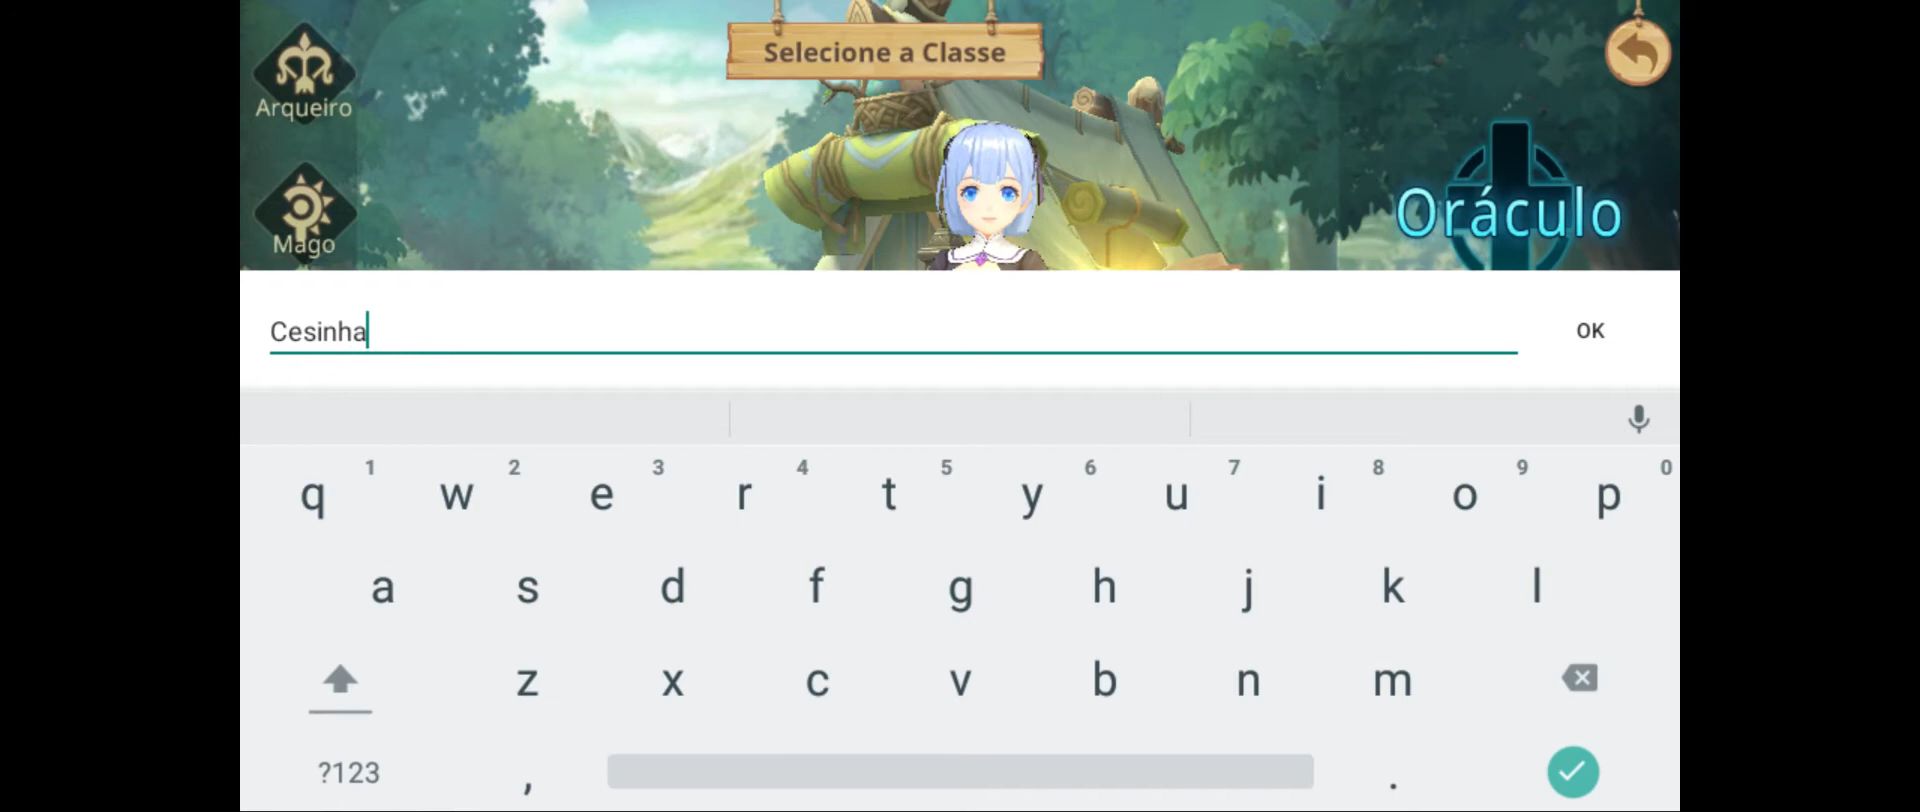 Selecione a Classe
Arqueiro
Mago
Oráculo
Cesinha
OK
1 2 3 4 5 6 7 8 9 0
q w e r t y u i o p
a s d f g h j k l
z x c v b n m
?123 , .